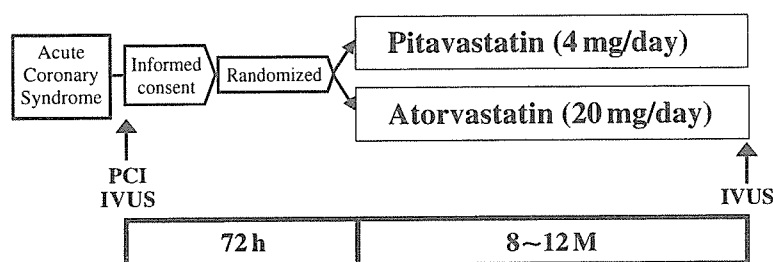 Acute
Coronary
Syndrome
Informed
consent
Randomized
Pitavastatin (4 mg/day)
Atorvastatin (20 mg/day)
PCI
IVUS
IVUS
72 h
8~12 M